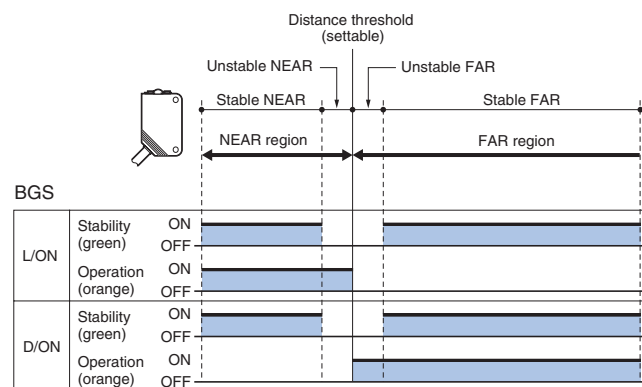 Distance threshold
(settable)
Unstable NEAR
Unstable FAR
Stable NEAR
Stable FAR
NEAR region
FAR region
BGS
L/ON
Stability
(green)
ON
OFF
Operation
(orange)
ON
OFF
D/ON
Stability
(green)
ON
OFF
Operation
(orange)
ON
OFF